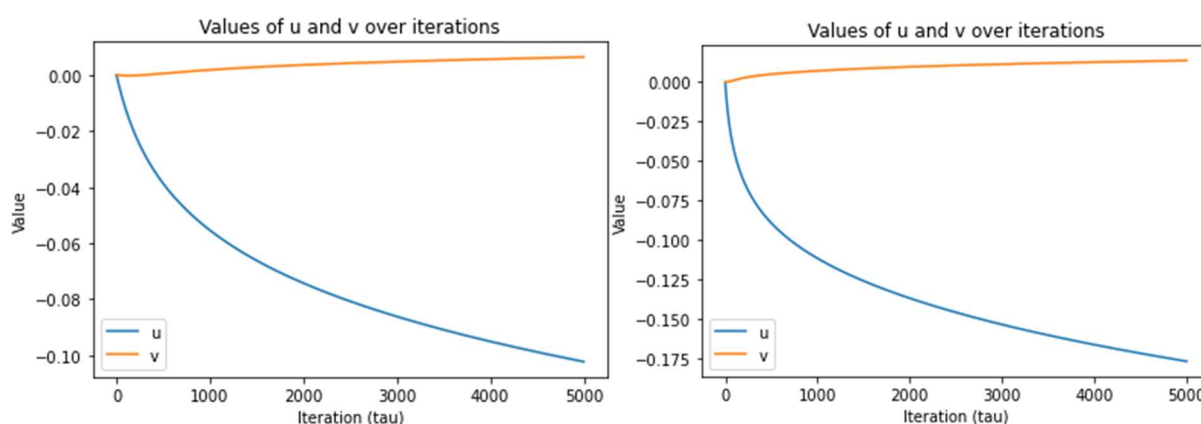 Values of u and v over iterations
0.00
−0.02
−0.04
−0.06
−0.08
−0.10
Value
u
v
0 1000 2000 3000 4000 5000
Iteration (tau)
Values of u and v over iterations
0.000
−0.025
−0.050
−0.075
−0.100
−0.125
−0.150
−0.175
Value
u
v
0 1000 2000 3000 4000 5000
Iteration (tau)